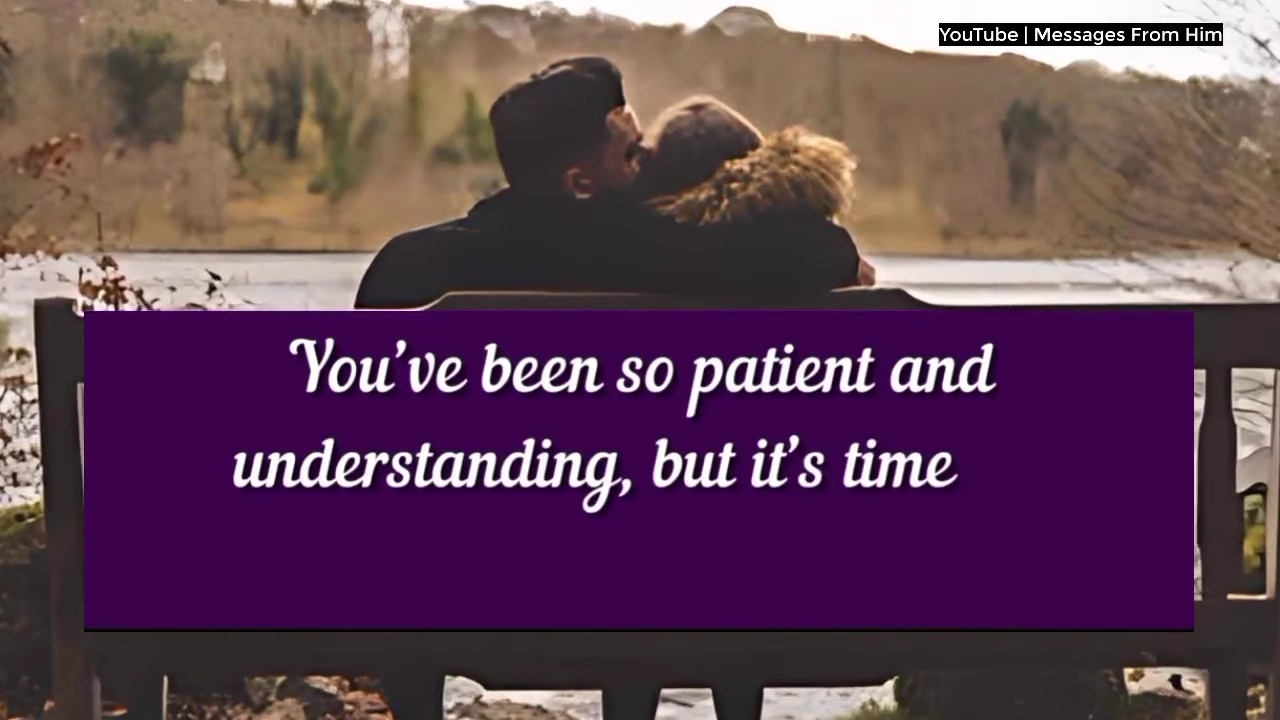 YouTube | Messages From Him
You've been so patient and
understanding, but it's time